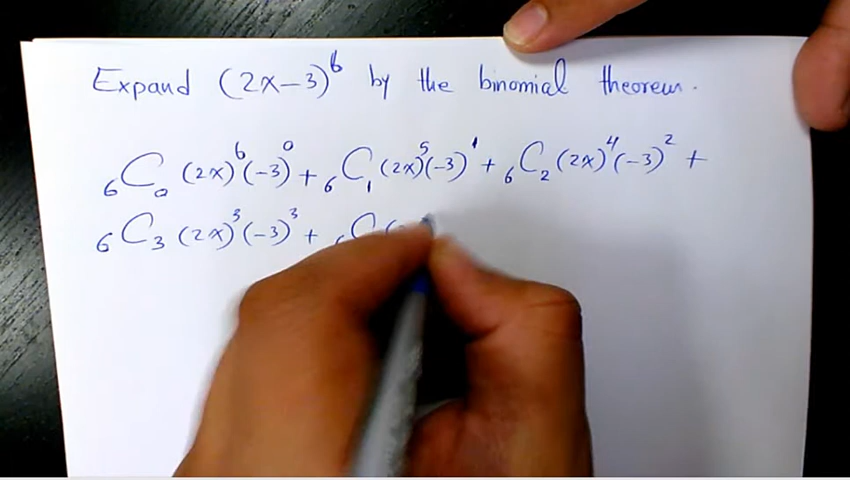 Expand (2x-3)⁶ by the binomial theorem.
₆C₀ (2x)⁶(-3)⁰ + ₆C₁ (2x)⁵(-3)¹ + ₆C₂ (2x)⁴(-3)² +
₆C₃ (2x)³(-3)³ + ₆C